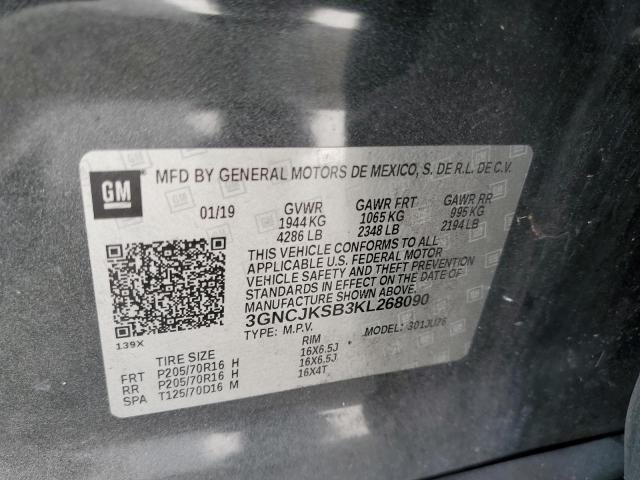 GM
MFD BY GENERAL MOTORS DE MEXICO, S. DE R.L. DE C.V.
01/19 GVWR GAWR FRT GAWR RR
1944 KG 1065 KG 995 KG
4286 LB 2348 LB 2194 LB
THIS VEHICLE CONFORMS TO ALL
APPLICABLE U.S. FEDERAL MOTOR
VEHICLE SAFETY AND THEFT PREVENTION
STANDARDS IN EFFECT ON THE DATE OF
MANUFACTURE SHOWN ABOVE.
3GNCJKSB3KL268090
TYPE: M.P.V. MODEL: 301JU76
139X
TIRE SIZE RIM
FRT P205/70R16 H 16X6.5J
RR P205/70R16 H 16X6.5J
SPA T125/70D16 M 16X4T